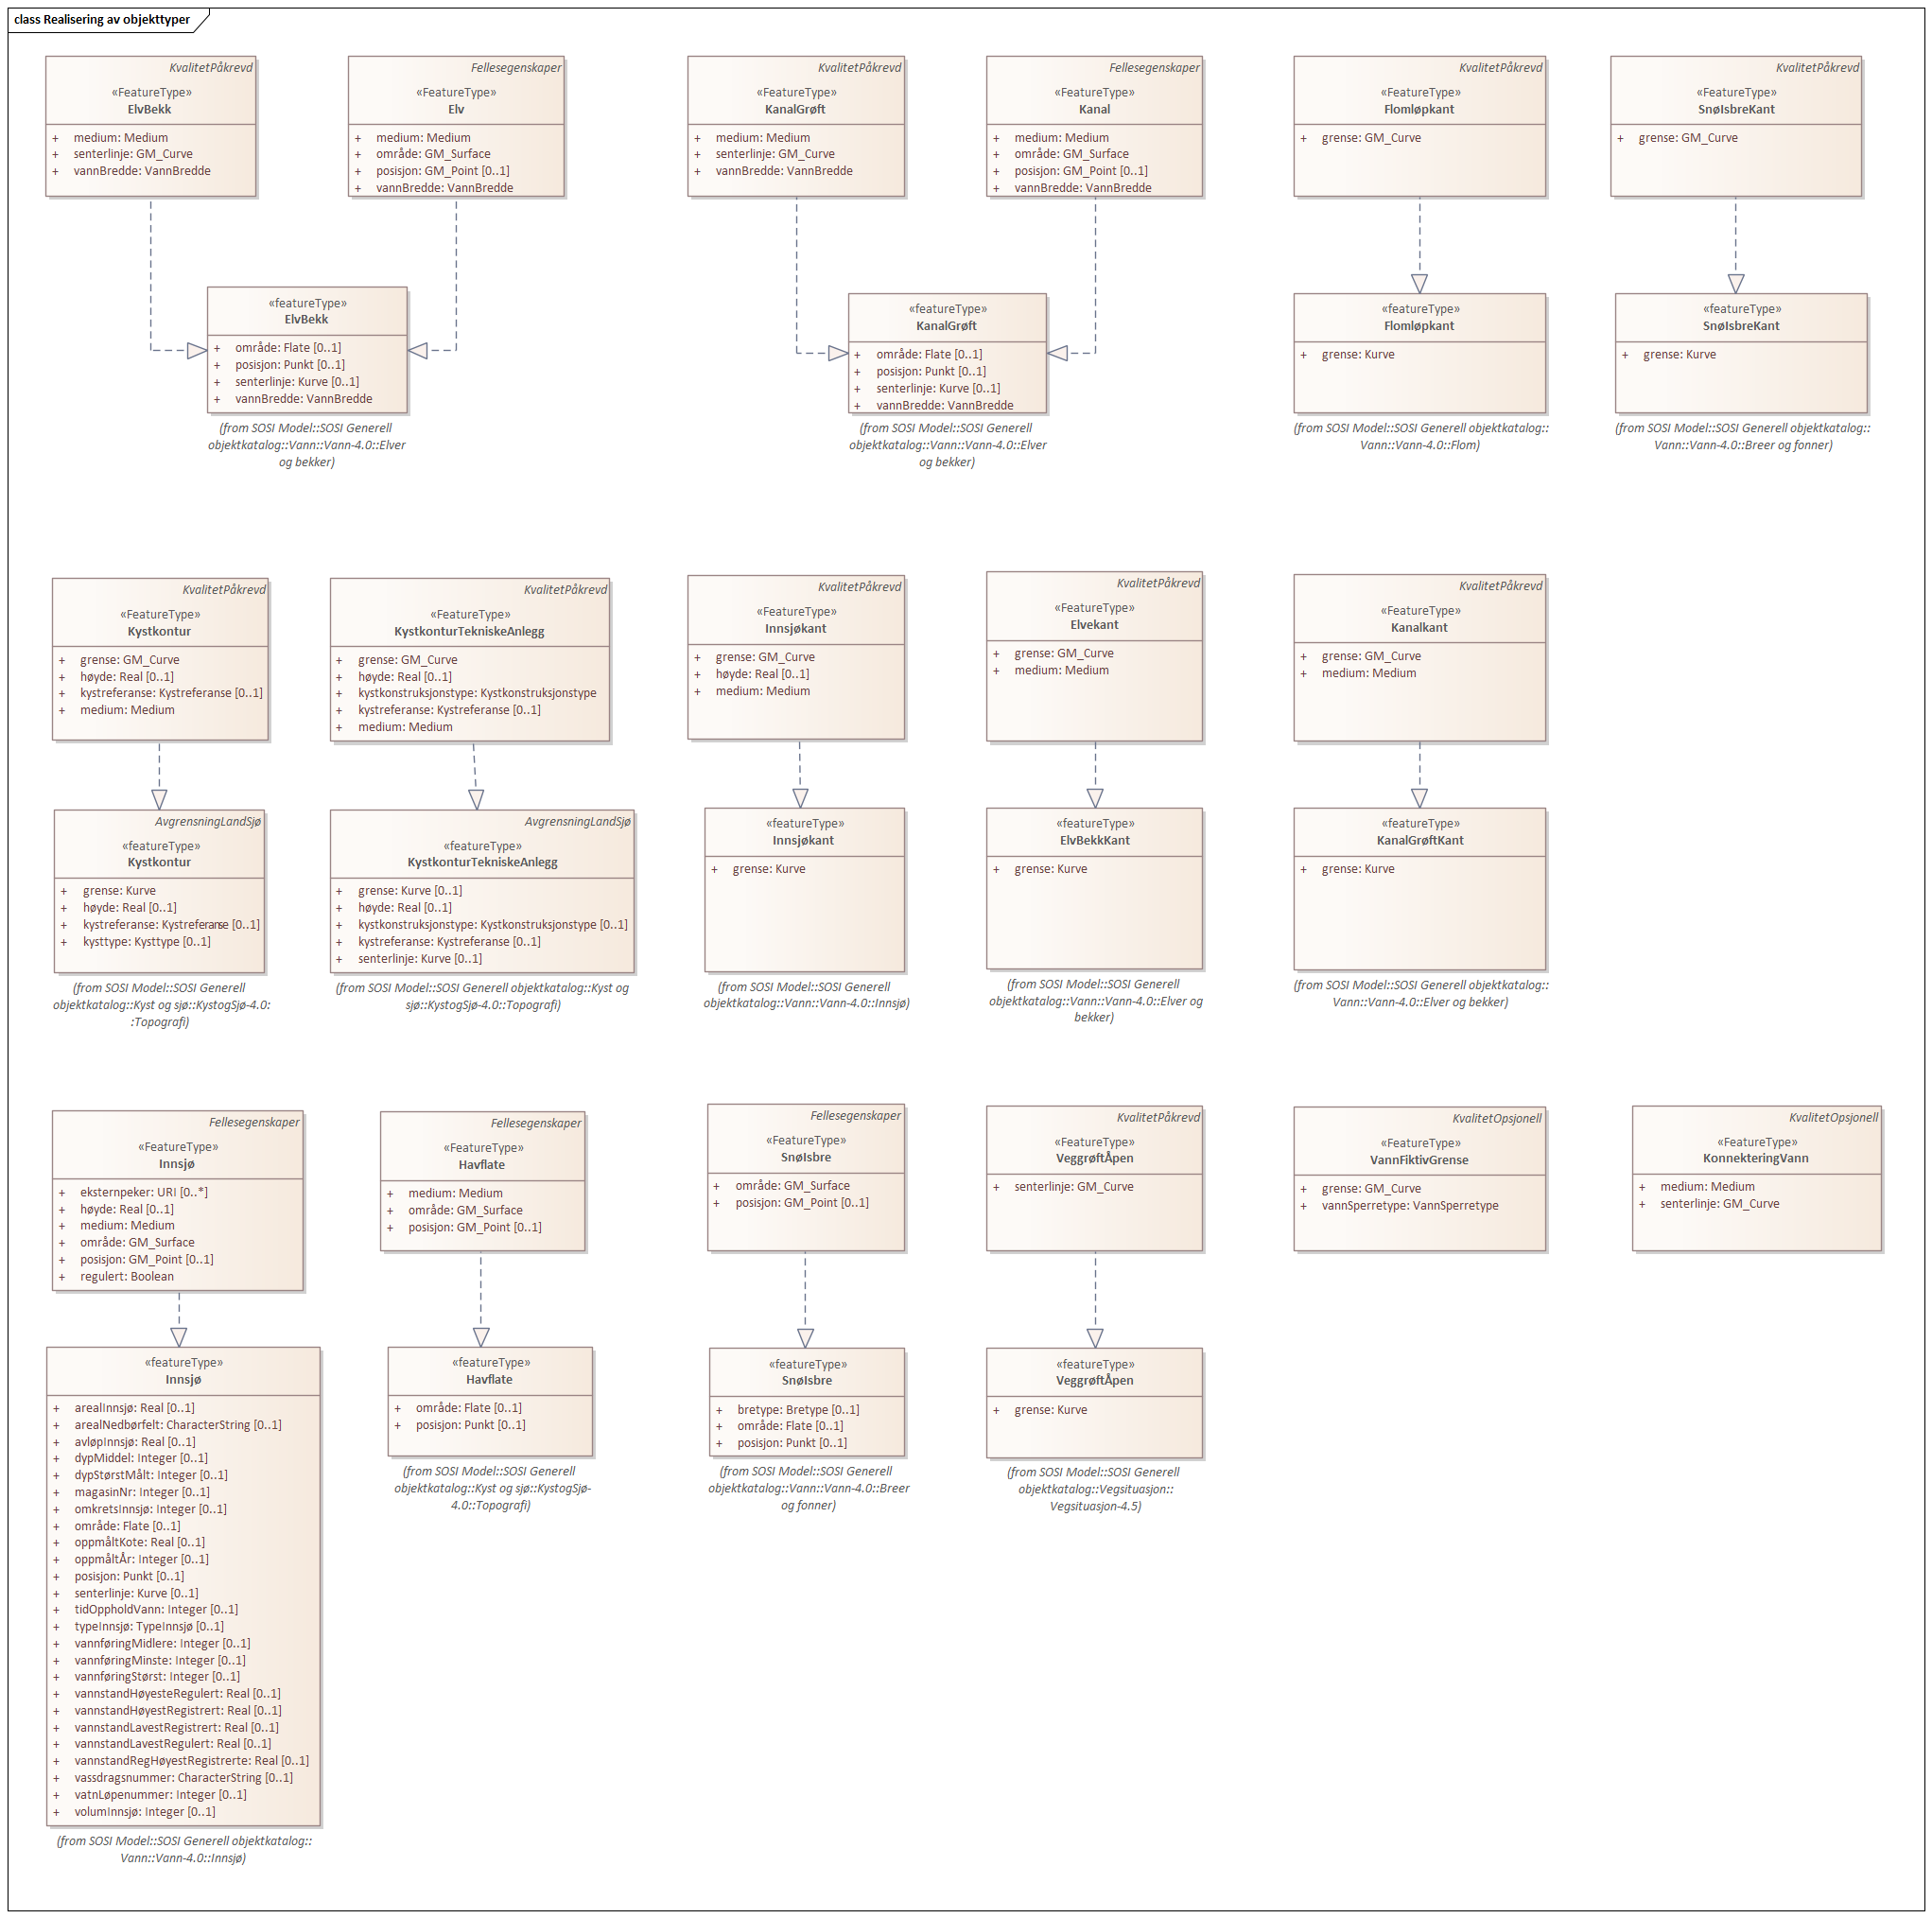 class Realisering av objekttyper
KvalitetPåkrevd
«FeatureType»
ElvBekk
+ medium: Medium
+ senterlinje: GM_Curve
+ vannBredde: VannBredde
Fellesegenskaper
«FeatureType»
Elv
+ medium: Medium
+ område: GM_Surface
+ posisjon: GM_Point [0..1]
+ vannBredde: VannBredde
«featureType»
ElvBekk
+ område: Flate [0..1]
+ posisjon: Punkt [0..1]
+ senterlinje: Kurve [0..1]
+ vannBredde: VannBredde
(from SOSI Model::SOSI Generell
objektkatalog::Vann::Vann-4.0::Elver
og bekker)
KvalitetPåkrevd
«FeatureType»
KanalGrøft
+ medium: Medium
+ senterlinje: GM_Curve
+ vannBredde: VannBredde
Fellesegenskaper
«FeatureType»
Kanal
+ medium: Medium
+ område: GM_Surface
+ posisjon: GM_Point [0..1]
+ vannBredde: VannBredde
«featureType»
KanalGrøft
+ område: Flate [0..1]
+ posisjon: Punkt [0..1]
+ senterlinje: Kurve [0..1]
+ vannBredde: VannBredde
(from SOSI Model::SOSI Generell
objektkatalog::Vann::Vann-4.0::Elver
og bekker)
KvalitetPåkrevd
«FeatureType»
Flomløpkant
+ grense: GM_Curve
«featureType»
Flomløpkant
+ grense: Kurve
(from SOSI Model::SOSI Generell objektkatalog::
Vann::Vann-4.0::Flom)
KvalitetPåkrevd
«FeatureType»
SnøIsbreKant
+ grense: GM_Curve
«featureType»
SnøIsbreKant
+ grense: Kurve
(from SOSI Model::SOSI Generell objektkatalog::
Vann::Vann-4.0::Breer og fonner)
KvalitetPåkrevd
«FeatureType»
Kystkontur
+ grense: GM_Curve
+ høyde: Real [0..1]
+ kystreferanse: Kystreferanse [0..1]
+ medium: Medium
AvgrensningLandSjø
«featureType»
Kystkontur
+ grense: Kurve
+ høyde: Real [0..1]
+ kystreferanse: Kystreferanse [0..1]
+ kysttype: Kysttype [0..1]
(from SOSI Model::SOSI Generell
objektkatalog::Kyst og sjø::KystogSjø-4.0:
:Topografi)
KvalitetPåkrevd
«FeatureType»
KystkonturTekniskeAnlegg
+ grense: GM_Curve
+ høyde: Real [0..1]
+ kystkonstruksjonstype: Kystkonstruksjonstype
+ kystreferanse: Kystreferanse [0..1]
+ medium: Medium
AvgrensningLandSjø
«featureType»
KystkonturTekniskeAnlegg
+ grense: Kurve [0..1]
+ høyde: Real [0..1]
+ kystkonstruksjonstype: Kystkonstruksjonstype [0..1]
+ kystreferanse: Kystreferanse [0..1]
+ senterlinje: Kurve [0..1]
(from SOSI Model::SOSI Generell objektkatalog::Kyst og
sjø::KystogSjø-4.0::Topografi)
KvalitetPåkrevd
«FeatureType»
Innsjøkant
+ grense: GM_Curve
+ høyde: Real [0..1]
+ medium: Medium
«featureType»
Innsjøkant
+ grense: Kurve
(from SOSI Model::SOSI Generell
objektkatalog::Vann::Vann-4.0::Innsjø)
KvalitetPåkrevd
«FeatureType»
Elvekant
+ grense: GM_Curve
+ medium: Medium
«featureType»
ElvBekkKant
+ grense: Kurve
(from SOSI Model::SOSI Generell
objektkatalog::Vann::Vann-4.0::Elver og
bekker)
KvalitetPåkrevd
«FeatureType»
Kanalkant
+ grense: GM_Curve
+ medium: Medium
«featureType»
KanalGrøftKant
+ grense: Kurve
(from SOSI Model::SOSI Generell objektkatalog::
Vann::Vann-4.0::Elver og bekker)
Fellesegenskaper
«FeatureType»
Innsjø
+ eksternpeker: URI [0..*]
+ høyde: Real [0..1]
+ medium: Medium
+ område: GM_Surface
+ posisjon: GM_Point [0..1]
+ regulert: Boolean
«featureType»
Innsjø
+ arealInnsjø: Real [0..1]
+ arealNedbørfelt: CharacterString [0..1]
+ avløpInnsjø: Real [0..1]
+ dypMiddel: Integer [0..1]
+ dypStørstMålt: Integer [0..1]
+ magasinNr: Integer [0..1]
+ omkretsInnsjø: Integer [0..1]
+ område: Flate [0..1]
+ oppmåltKote: Real [0..1]
+ oppmåltÅr: Integer [0..1]
+ posisjon: Punkt [0..1]
+ senterlinje: Kurve [0..1]
+ tidOppholdVann: Integer [0..1]
+ typeInnsjø: TypeInnsjø [0..1]
+ vannføringMidlere: Integer [0..1]
+ vannføringMinste: Integer [0..1]
+ vannføringStørst: Integer [0..1]
+ vannstandHøyesteRegulert: Real [0..1]
+ vannstandHøyestRegistrert: Real [0..1]
+ vannstandLavestRegistrert: Real [0..1]
+ vannstandLavestRegulert: Real [0..1]
+ vannstandRegHøyestRegistrerte: Real [0..1]
+ vassdragsnummer: CharacterString [0..1]
+ vatnLøpenummer: Integer [0..1]
+ volumInnsjø: Integer [0..1]
(from SOSI Model::SOSI Generell objektkatalog::
Vann::Vann-4.0::Innsjø)
Fellesegenskaper
«FeatureType»
Havflate
+ medium: Medium
+ område: GM_Surface
+ posisjon: GM_Point [0..1]
«featureType»
Havflate
+ område: Flate [0..1]
+ posisjon: Punkt [0..1]
(from SOSI Model::SOSI Generell
objektkatalog::Kyst og sjø::KystogSjø-
4.0::Topografi)
Fellesegenskaper
«FeatureType»
SnøIsbre
+ område: GM_Surface
+ posisjon: GM_Point [0..1]
«featureType»
SnøIsbre
+ bretype: Bretype [0..1]
+ område: Flate [0..1]
+ posisjon: Punkt [0..1]
(from SOSI Model::SOSI Generell
objektkatalog::Vann::Vann-4.0::Breer
og fonner)
KvalitetPåkrevd
«FeatureType»
VeggrøftÅpen
+ senterlinje: GM_Curve
«featureType»
VeggrøftÅpen
+ grense: Kurve
(from SOSI Model::SOSI Generell
objektkatalog::Vegsituasjon::
Vegsituasjon-4.5)
KvalitetOpsjonell
«FeatureType»
VannFiktivGrense
+ grense: GM_Curve
+ vannSperretype: VannSperretype
KvalitetOpsjonell
«FeatureType»
KonnekteringVann
+ medium: Medium
+ senterlinje: GM_Curve